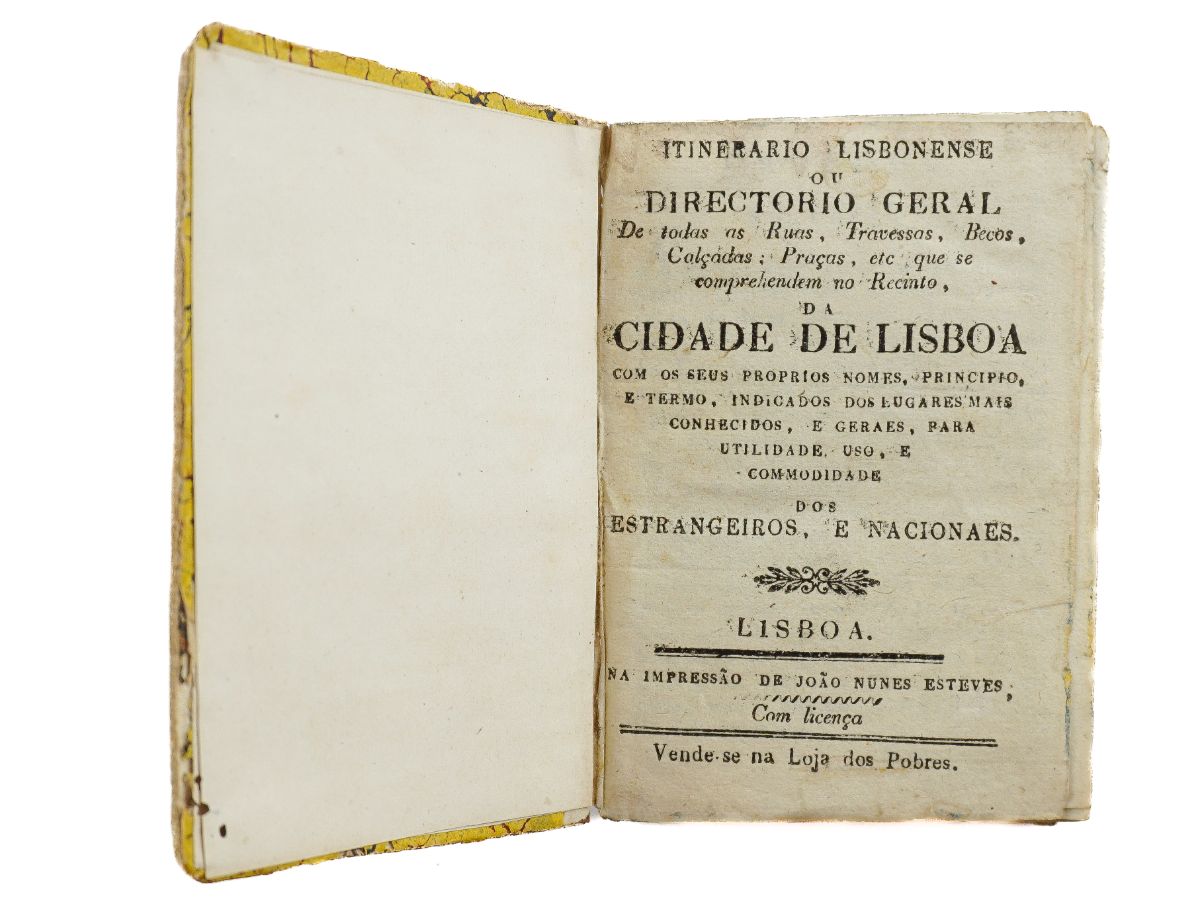 ITINERARIO LISBONENSE
OU
DIRECTORIO GERAL
De todas as Ruas, Travessas, Becos,
Calçadas; Praças, etc que se
comprehendem no Recinto,
DA
CIDADE DE LISBOA
COM OS SEUS PROPRIOS NOMES, PRINCIPIO,
E TERMO, INDICADOS DOS LUGARES MAIS
CONHECIDOS, E GERAES, PARA
UTILIDADE, USO, E
COMMODIDADE
DOS
ESTRANGEIROS, E NACIONAES.
LISBOA.
NA IMPRESSÃO DE JOÃO NUNES ESTEVES,
Com licença
Vende-se na Loja dos Pobres.